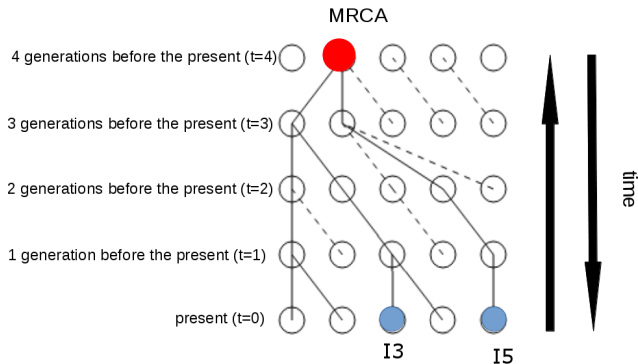 MRCA
4 generations before the present (t=4)
3 generations before the present (t=3)
2 generations before the present (t=2)
1 generation before the present (t=1)
present (t=0)
I3
I5
time